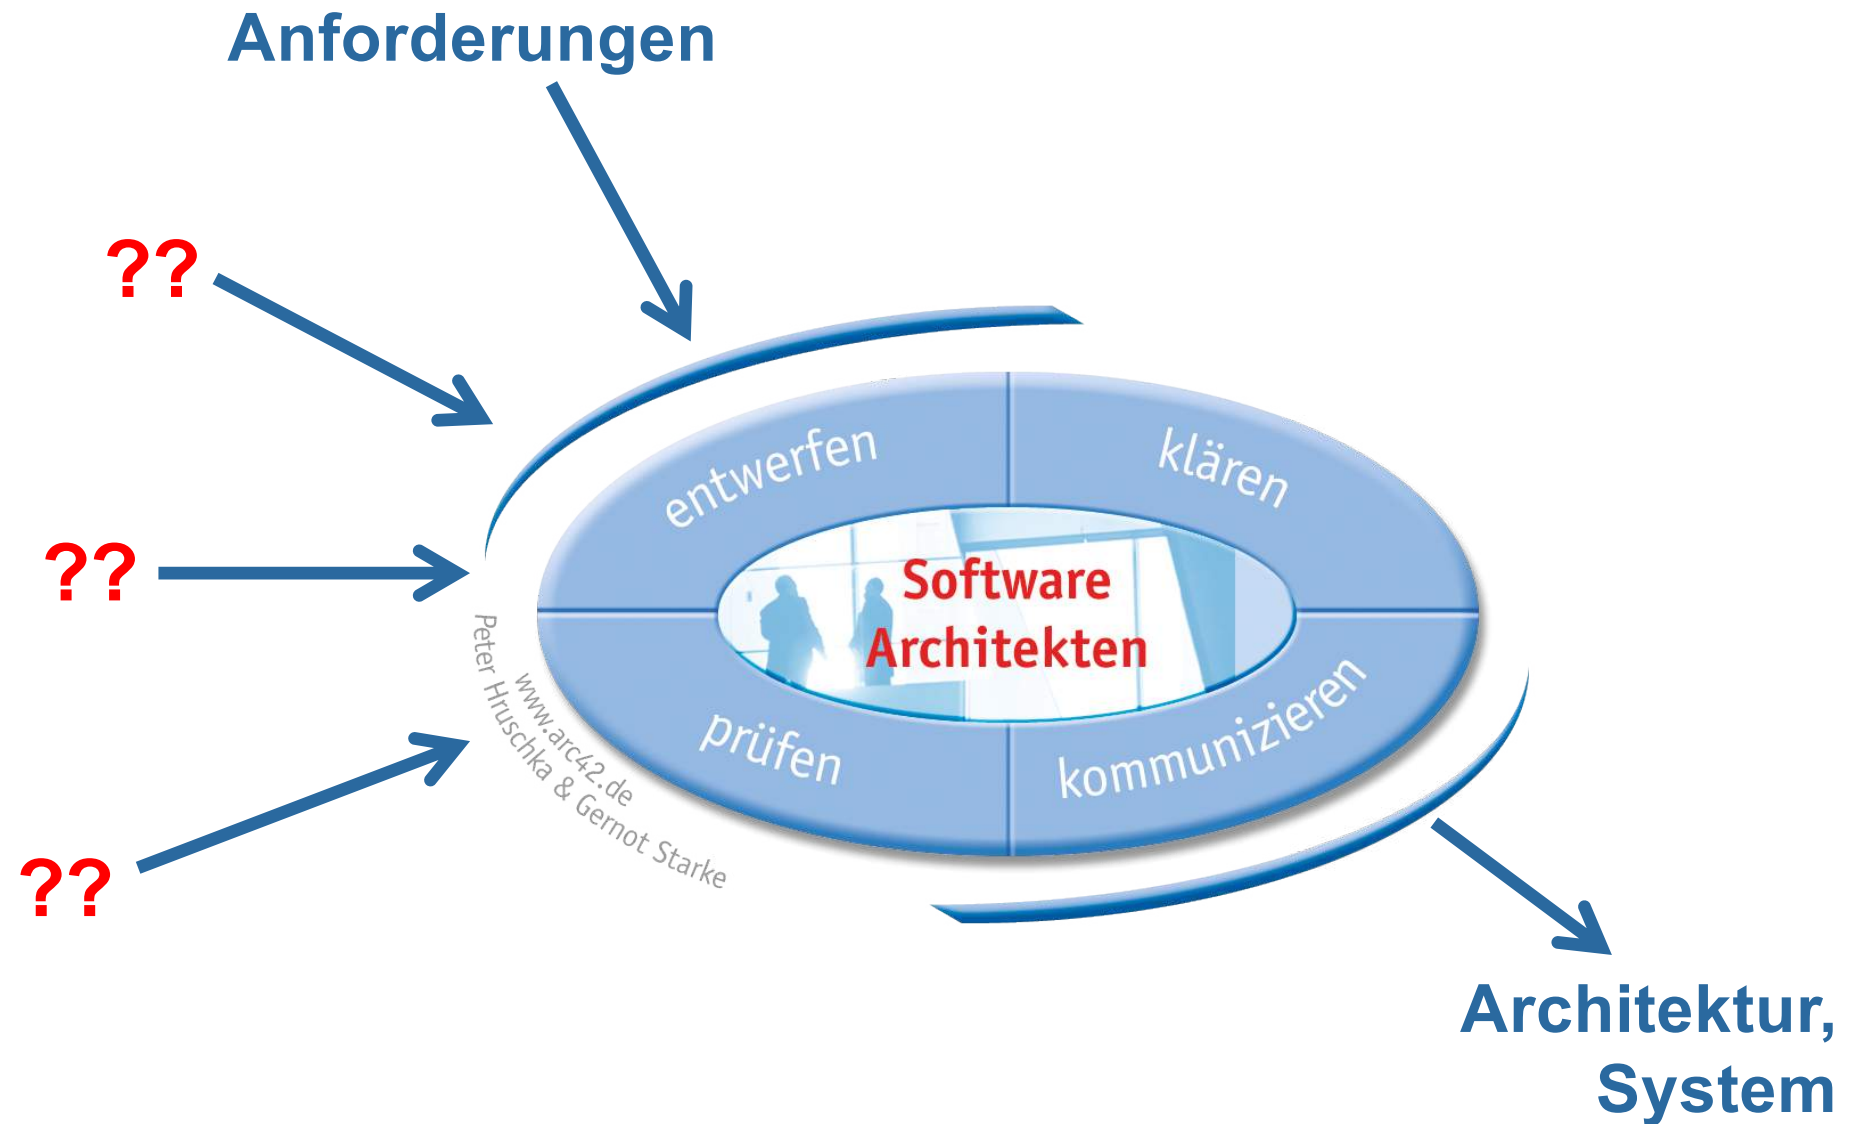 Anforderungen
??
entwerfen
klären
??
Software
Architekten
prüfen
kommunizieren
www.arc42.de
Peter Hruschka & Gernot Starke
??
Architektur,
System